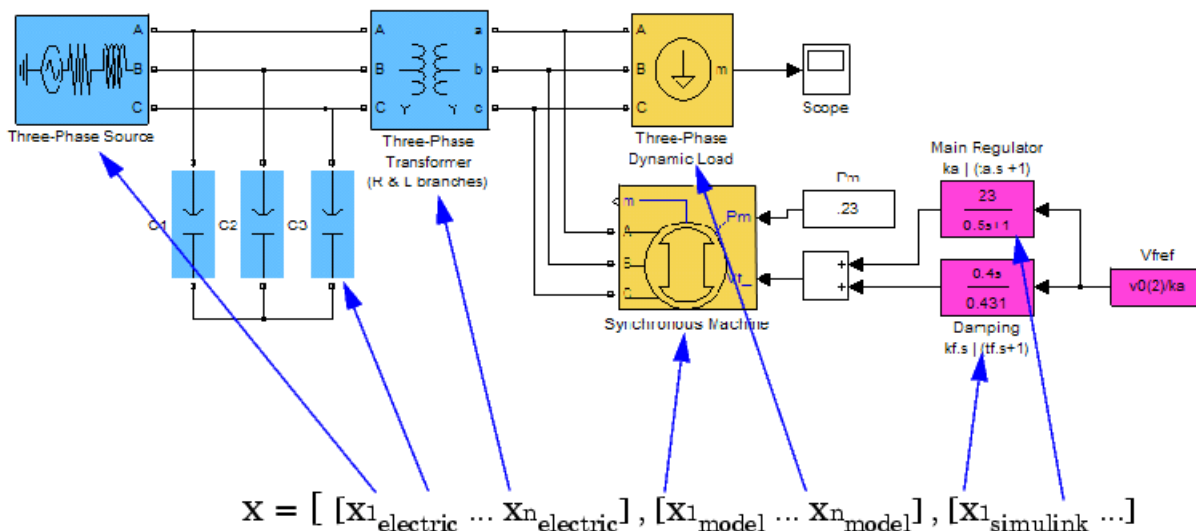 A
B
C
Three-Phase Source
A
B
C
a
b
c
Y Y
Three-Phase
Transformer
(R & L branches)
A
B
C
m
Three-Phase
Dynamic Load
Scope
C1
C2
C3
m
A
B
C
Pm
Vf_
Synchronous Machine
Pm
.23
+
+
Main Regulator
ka | (ta.s +1)
23
0.5s+1
0.4s
0.431
Damping
kf.s | (tf.s+1)
Vfref
v0(2)/ka
x = [ [x1electric ... xnelectric] , [x1model ... xnmodel] , [x1simulink ...]